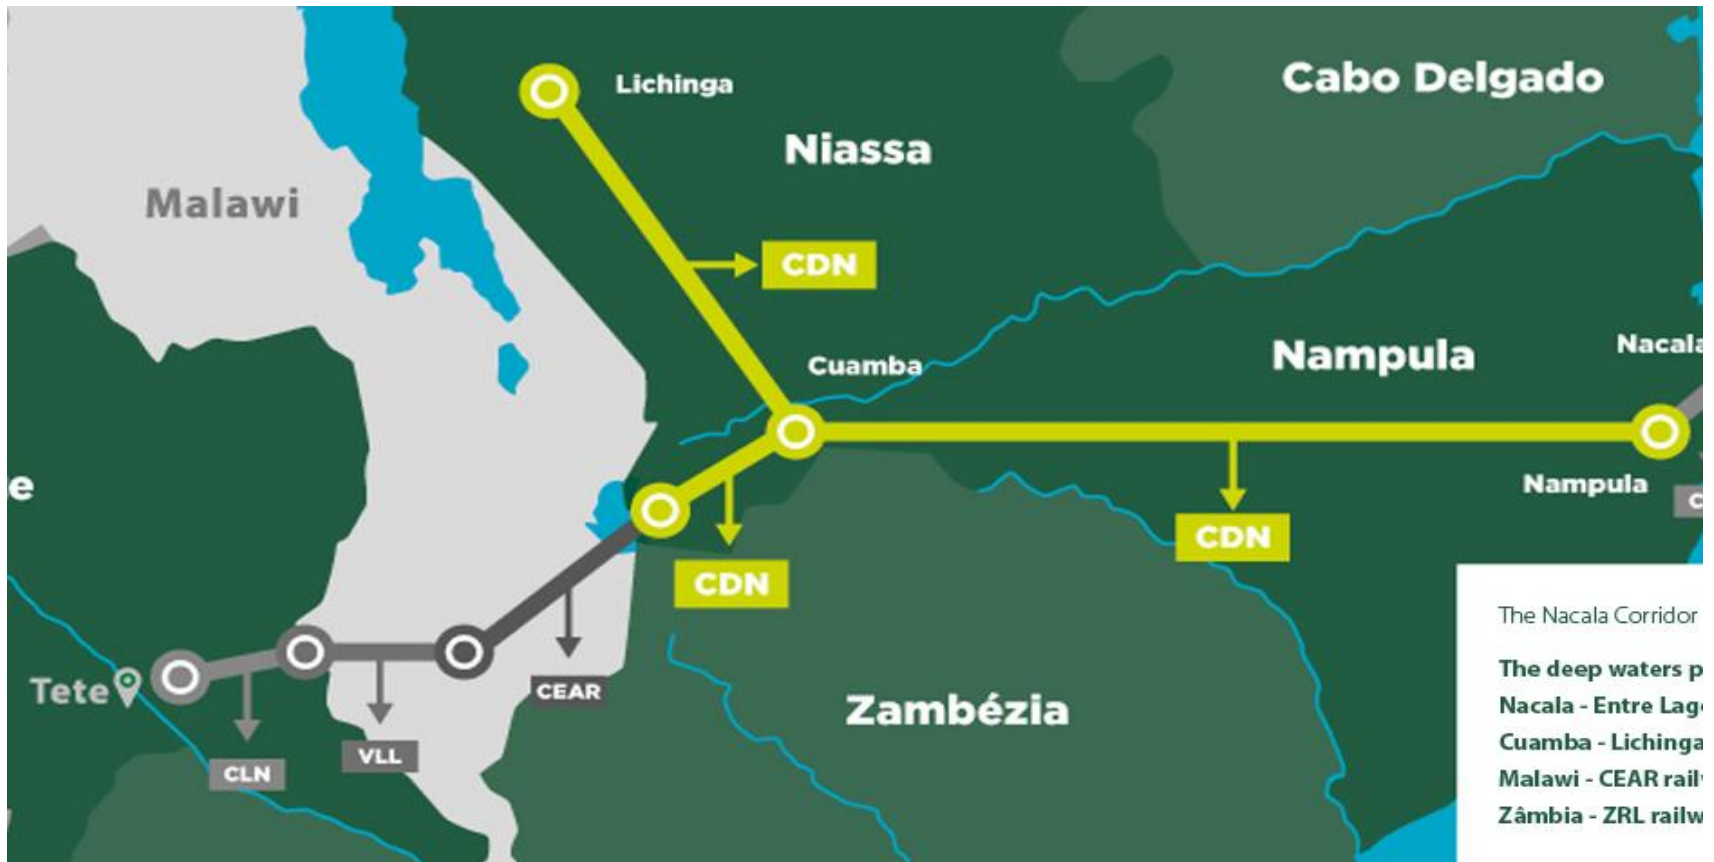 Lichinga
Cabo Delgado
Niassa
Malawi
CDN
Cuamba
Nampula
Nacala
e
Nampula
CDN
CDN
C
The Nacala Corridor
Tete
CEAR
The deep waters p
Zambézia
Nacala - Entre Lago
VLL
Cuamba - Lichinga
CLN
Malawi - CEAR rail
Zâmbia - ZRL railw